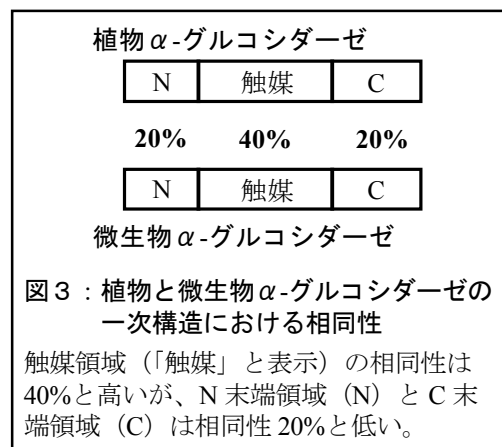 植物α-グルコシダーゼ
N 触媒 C
20% 40% 20%
N 触媒 C
微生物α-グルコシダーゼ
図3：植物と微生物α-グルコシダーゼの
一次構造における相同性
触媒領域（「触媒」と表示）の相同性は
40%と高いが、N 末端領域（N）と C 末
端領域（C）は相同性 20%と低い。